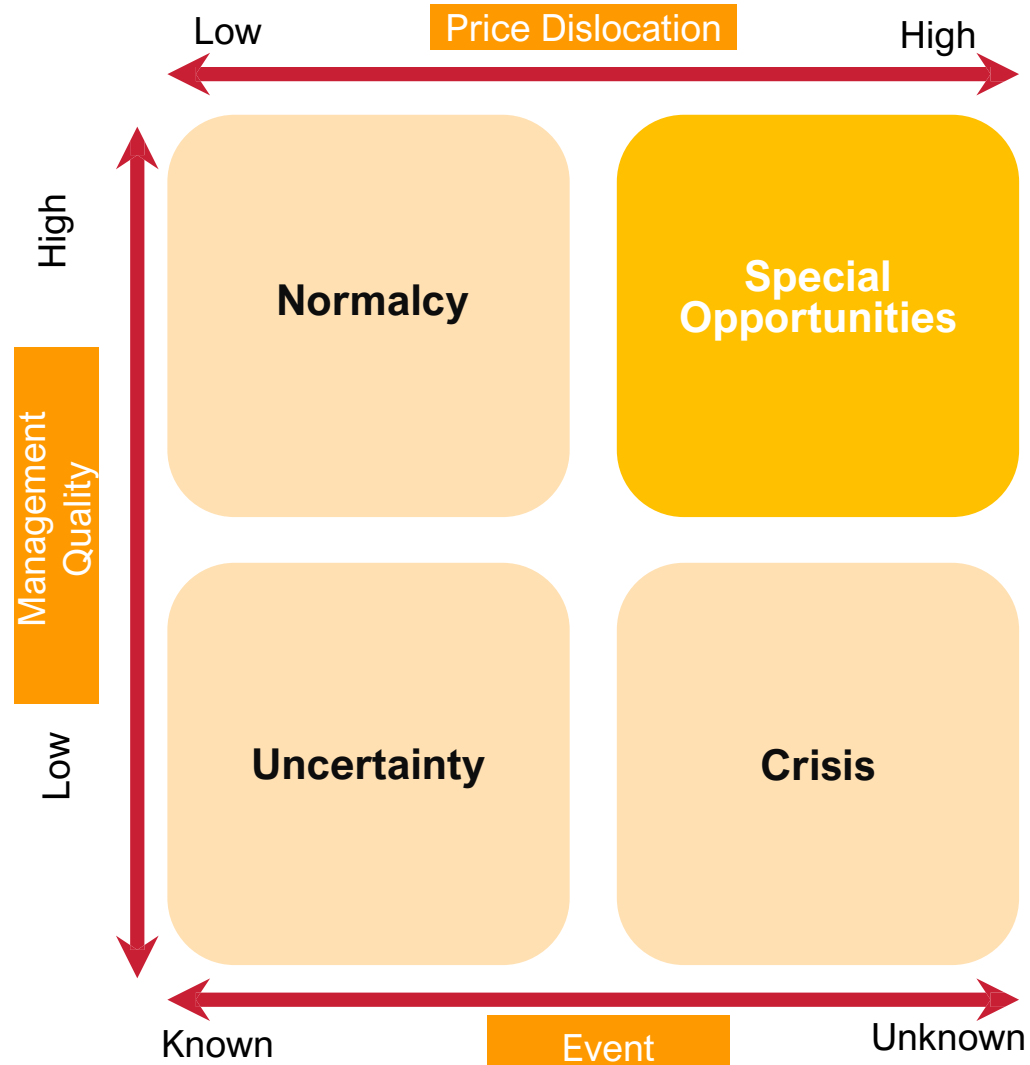 Low
Price Dislocation
High
High
Management
Quality
Low
Normalcy
Special
Opportunities
Uncertainty
Crisis
Known
Event
Unknown